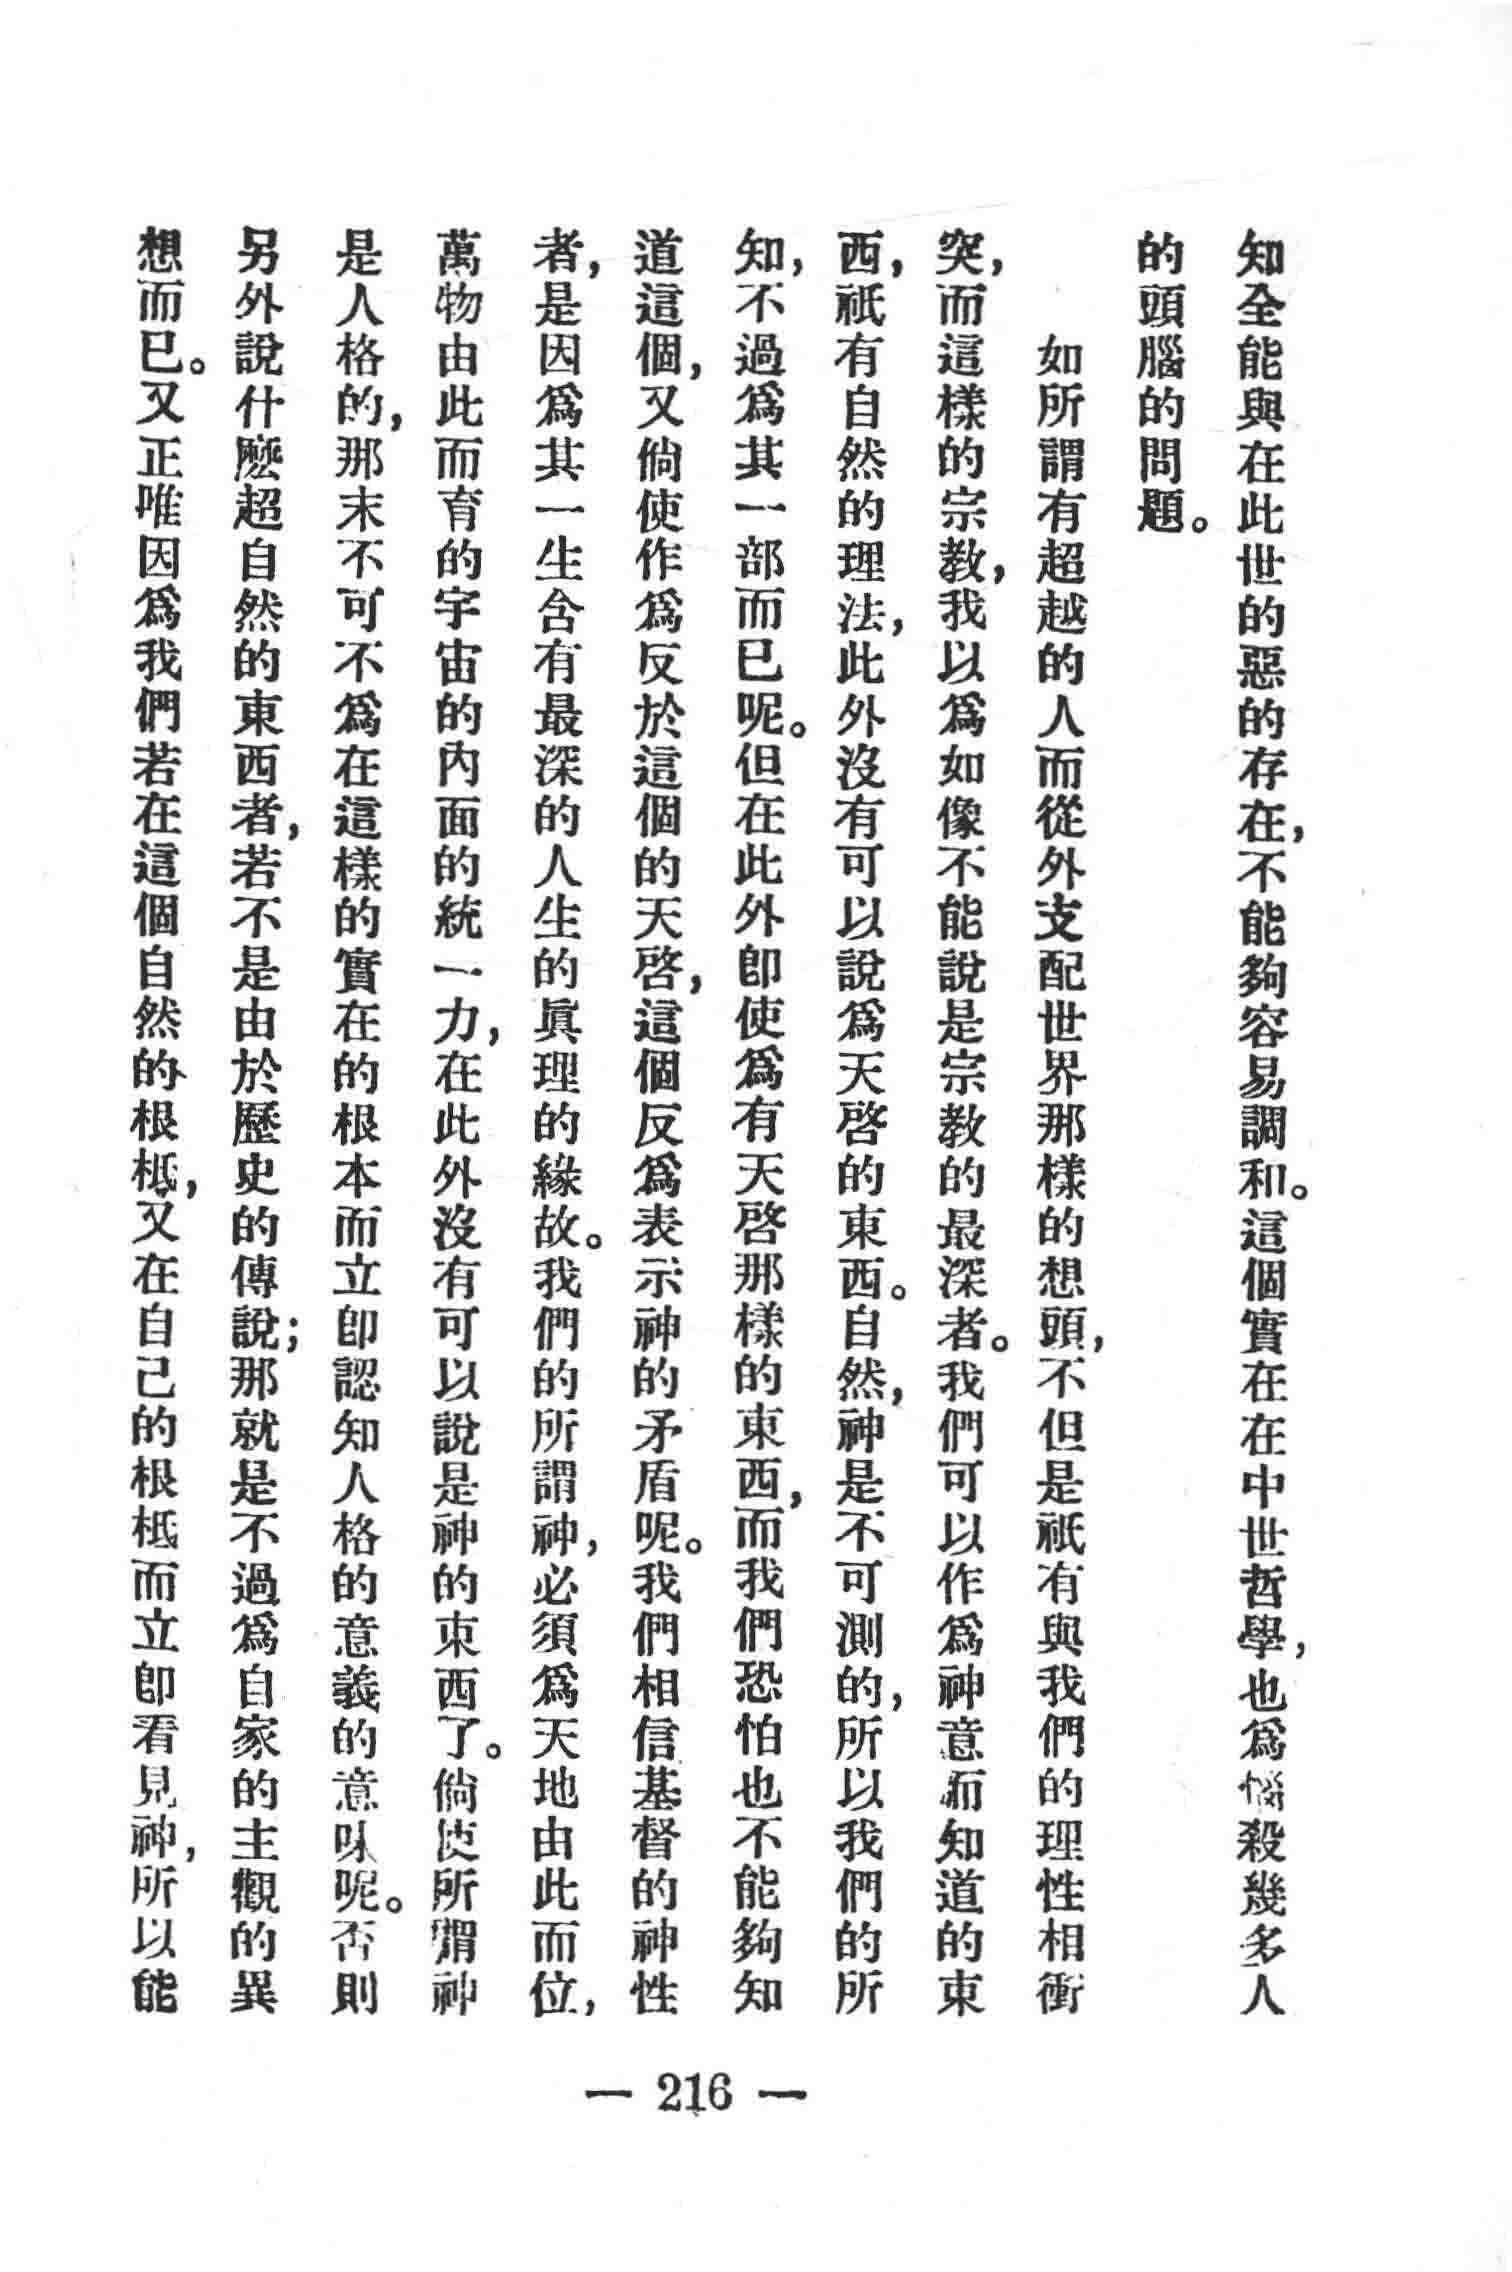 知全能與在此世的惡的存在，不能夠容易調和。這個實在在中世哲學，也爲惱殺幾多人
的頭腦的問題。
如所謂有超越的人而從外支配世界那樣的想頭，不但是祇有與我們的理性相衝
突，而這樣的宗教，我以爲如像不能說是宗教的最深者。我們可以作爲神意而知道的東
西，祇有自然的理法，此外沒有可以說爲天啓的東西。自然，神是不可測的，所以我們的所
知，不過爲其一部而已呢。但在此外卽使爲有天啓那樣的東西，而我們恐怕也不能夠知
道這個，又倘使作爲反於這個的天啓，這個反爲表示神的矛盾呢。我們相信基督的神性
者，是因爲其一生含有最深的人生的眞理的緣故。我們的所謂神，必須爲天地由此而位，
萬物由此而育的宇宙的內面的統一力，在此外沒有可以說是神的東西了。倘使所謂神
是人格的，那末不可不爲在這樣的實在的根本而立卽認知人格的意義的意味呢。否則
另外說什麽超自然的東西者，若不是由於歷史的傳說；那就是不過爲自家的主觀的異
想而已。又正唯因爲我們若在這個自然的根柢，又在自己的根柢而立卽看見神，所以能
— 216 —